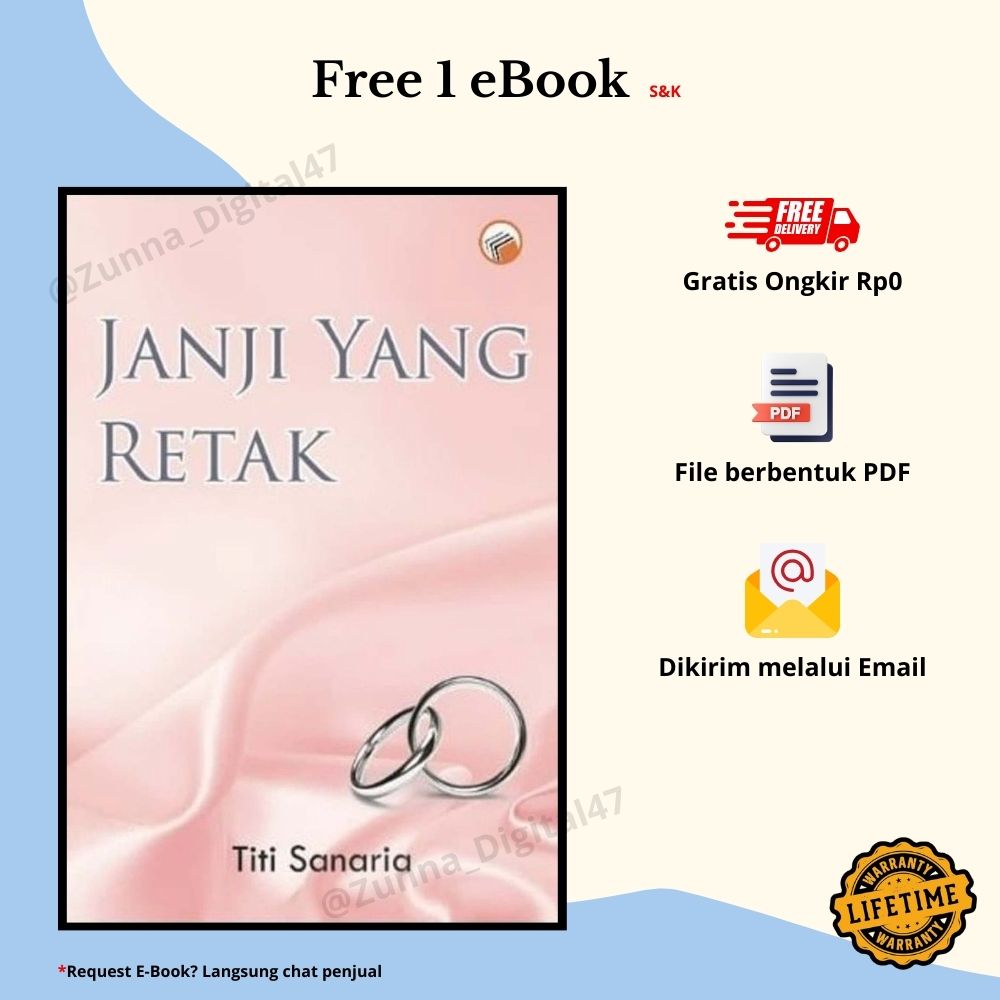 Free 1 eBook S&K
@Zunna_Digital47
JANJI YANG
RETAK
Titi Sanaria
@Zunna_Digital47
FREE
DELIVERY
Gratis Ongkir Rp0
PDF
File berbentuk PDF
@
Dikirim melalui Email
WARRANTY
LIFETIME
WARRANTY
*Request E-Book? Langsung chat penjual